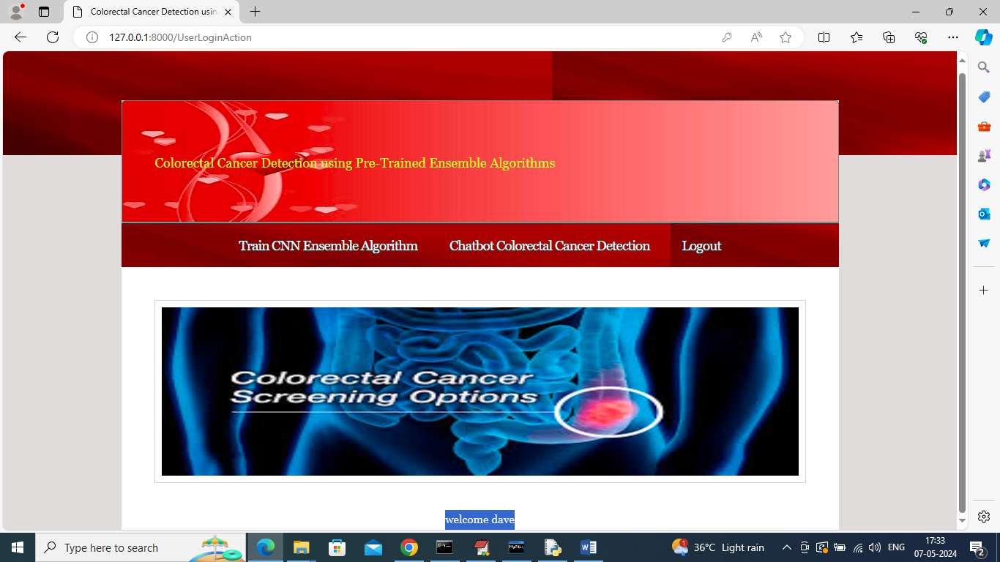 Colorectal Cancer Detection usin
127.0.0.1:8000/UserLoginAction
Colorectal Cancer Detection using Pre-Trained Ensemble Algorithms
Train CNN Ensemble Algorithm
Chatbot Colorectal Cancer Detection
Logout
Colorectal Cancer
Screening Options
welcome dave
Type here to search
1
36°C Light rain
ENG
17:33
07-05-2024
2